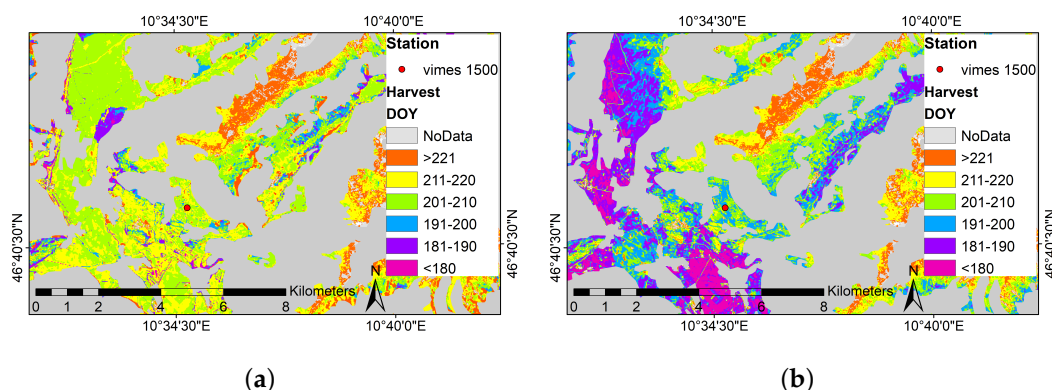 10°34'30"E
10°40'0"E
46°40'30"N
Station
vimes 1500
Harvest
DOY
NoData
>221
211-220
201-210
191-200
181-190
<180
N
0 1 2 4 6 8
Kilometers
46°40'30"N
10°34'30"E
10°40'0"E
(a)
10°34'30"E
10°40'0"E
46°40'30"N
Station
vimes 1500
Harvest
DOY
NoData
>221
211-220
201-210
191-200
181-190
<180
N
0 1 2 4 6 8
Kilometers
46°40'30"N
10°34'30"E
10°40'0"E
(b)